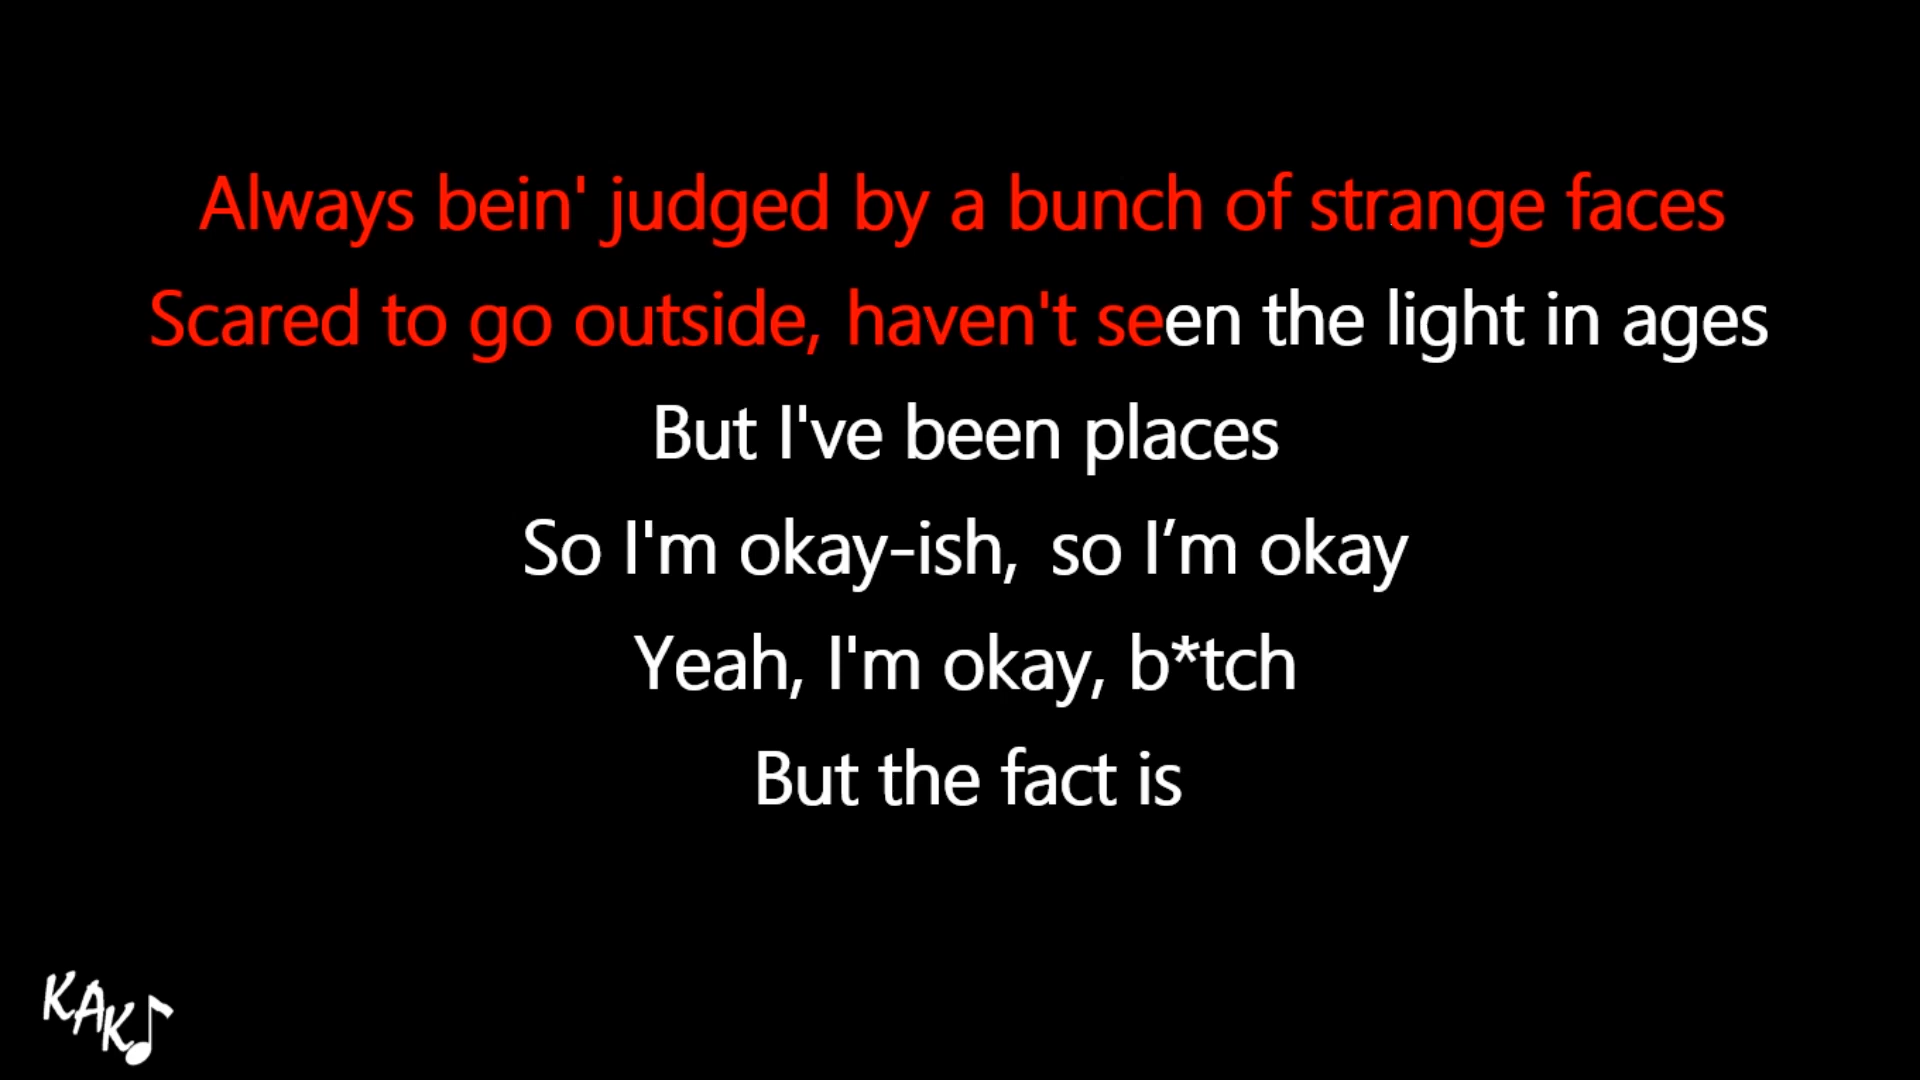 Always bein' judged by a bunch of strange faces
Scared to go outside, haven't seen the light in ages
But I've been places
So I'm okay-ish, so I’m okay
Yeah, I'm okay, b*tch
But the fact is
KAK